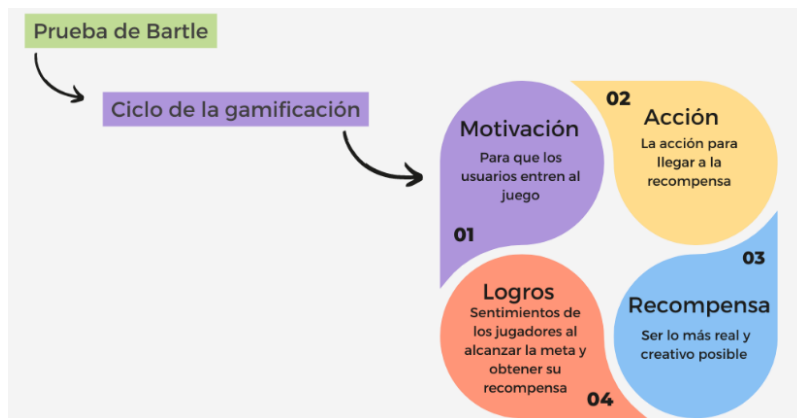 Prueba de Bartle
Ciclo de la gamificación
Motivación
Para que los
usuarios entren al
juego
01
02
Acción
La acción para
llegar a la
recompensa
03
Recompensa
Ser lo más real y
creativo posible
Logros
Sentimientos de
los jugadores al
alcanzar la meta y
obtener su
recompensa
04